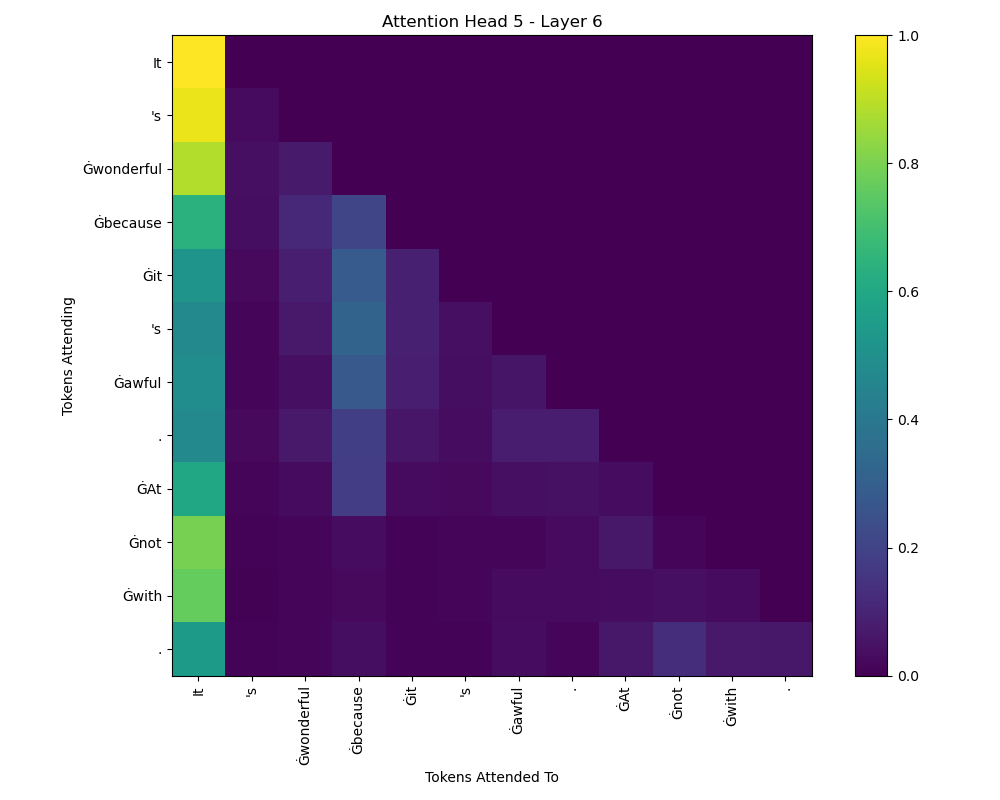 Attention Head 5 - Layer 6
It
's
Ġwonderful
Ġbecause
Ġit
's
Ġawful
.
ĠAt
Ġnot
Ġwith
.
Tokens Attending
It
's
Ġwonderful
Ġbecause
Ġit
's
Ġawful
.
ĠAt
Ġnot
Ġwith
.
Tokens Attended To
1.0
0.8
0.6
0.4
0.2
0.0